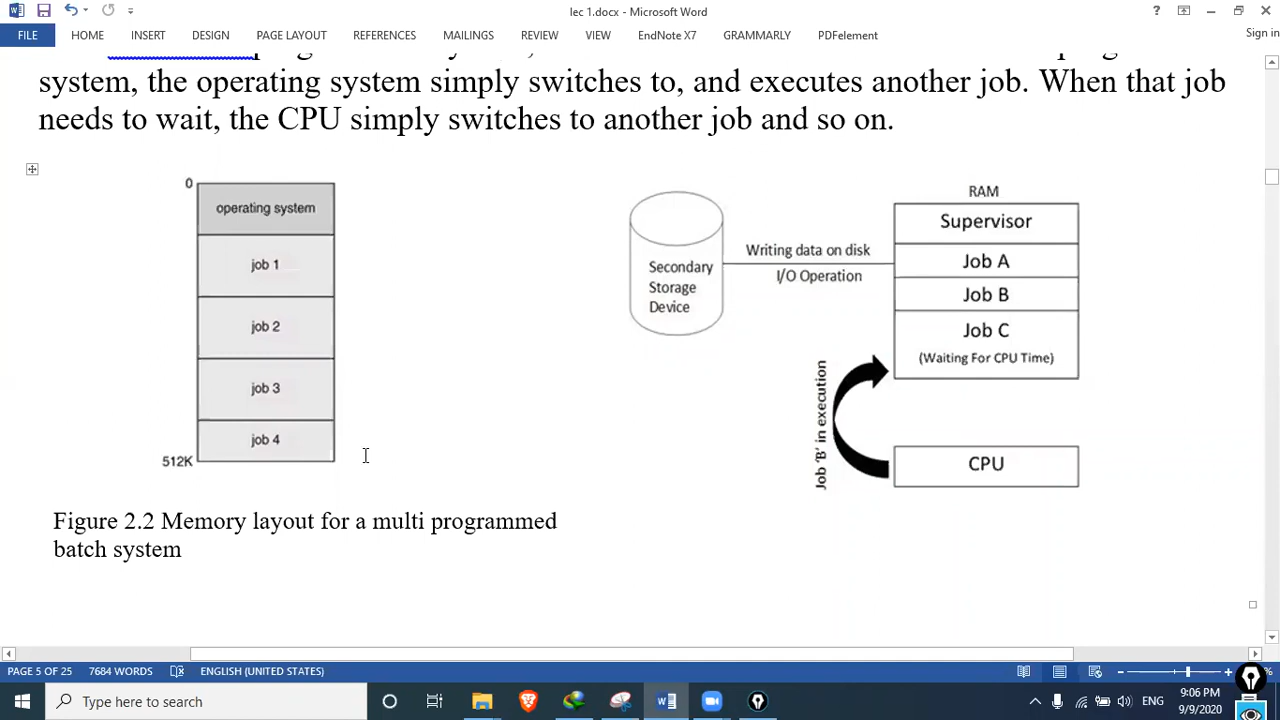 lec 1.docx - Microsoft Word
?
Sign in
FILE HOME INSERT DESIGN PAGE LAYOUT REFERENCES MAILINGS REVIEW VIEW EndNote X7 GRAMMARLY PDFelement
system, the operating system simply switches to, and executes another job. When that job
needs to wait, the CPU simply switches to another job and so on.
0
operating system
job 1
job 2
job 3
job 4
512K
Figure 2.2 Memory layout for a multi programmed
batch system
Secondary
Storage
Device
Writing data on disk
I/O Operation
RAM
Supervisor
Job A
Job B
Job C
(Waiting For CPU Time)
Job 'B' in execution
CPU
PAGE 5 OF 25 7684 WORDS ENGLISH (UNITED STATES)
Type here to search
ENG
9:06 PM
9/9/2020